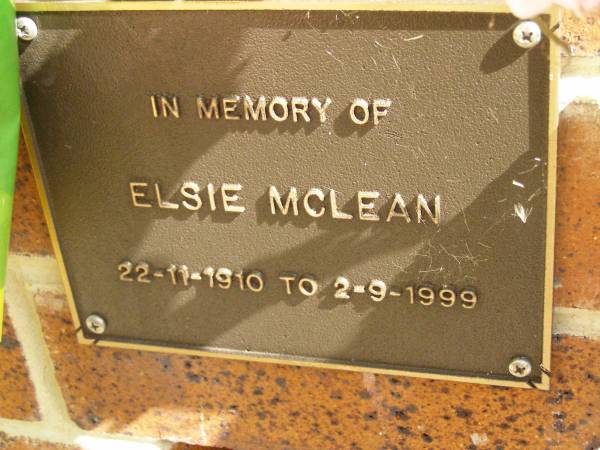 IN MEMORY OF
ELSIE MCLEAN
22-11-1910 TO 2-9-1999